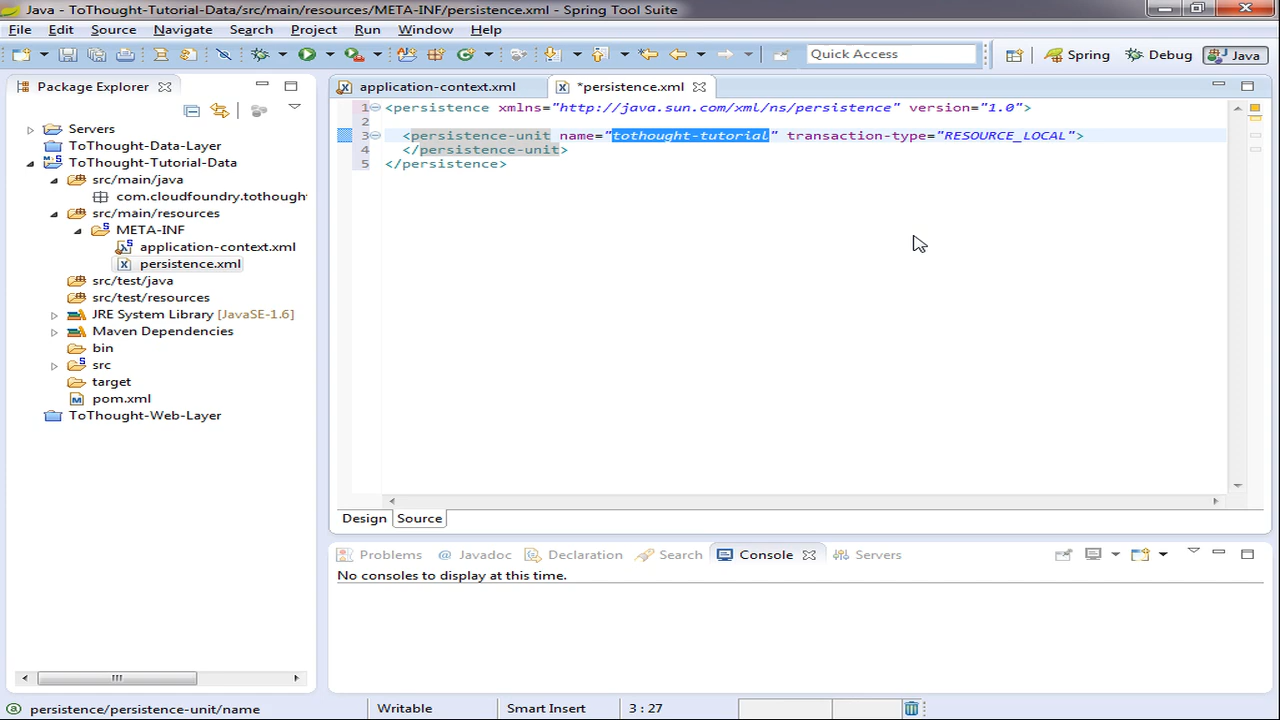 Java - ToThought-Tutorial-Data/src/main/resources/META-INF/persistence.xml - Spring Tool Suite
File Edit Source Navigate Search Project Run Window Help
Quick Access
Spring Debug Java
Package Explorer
Servers
ToThought-Data-Layer
ToThought-Tutorial-Data
src/main/java
com.cloudfoundry.tothought
src/main/resources
META-INF
application-context.xml
persistence.xml
src/test/java
src/test/resources
JRE System Library [JavaSE-1.6]
Maven Dependencies
bin
src
target
pom.xml
ToThought-Web-Layer
application-context.xml *persistence.xml
1 <persistence xmlns="http://java.sun.com/xml/ns/persistence" version="1.0">
2
3 <persistence-unit name="tothought-tutorial" transaction-type="RESOURCE_LOCAL">
4 </persistence-unit>
5 </persistence>
Design Source
Problems @ Javadoc Declaration Search Console Servers
No consoles to display at this time.
persistence/persistence-unit/name Writable Smart Insert 3 : 27